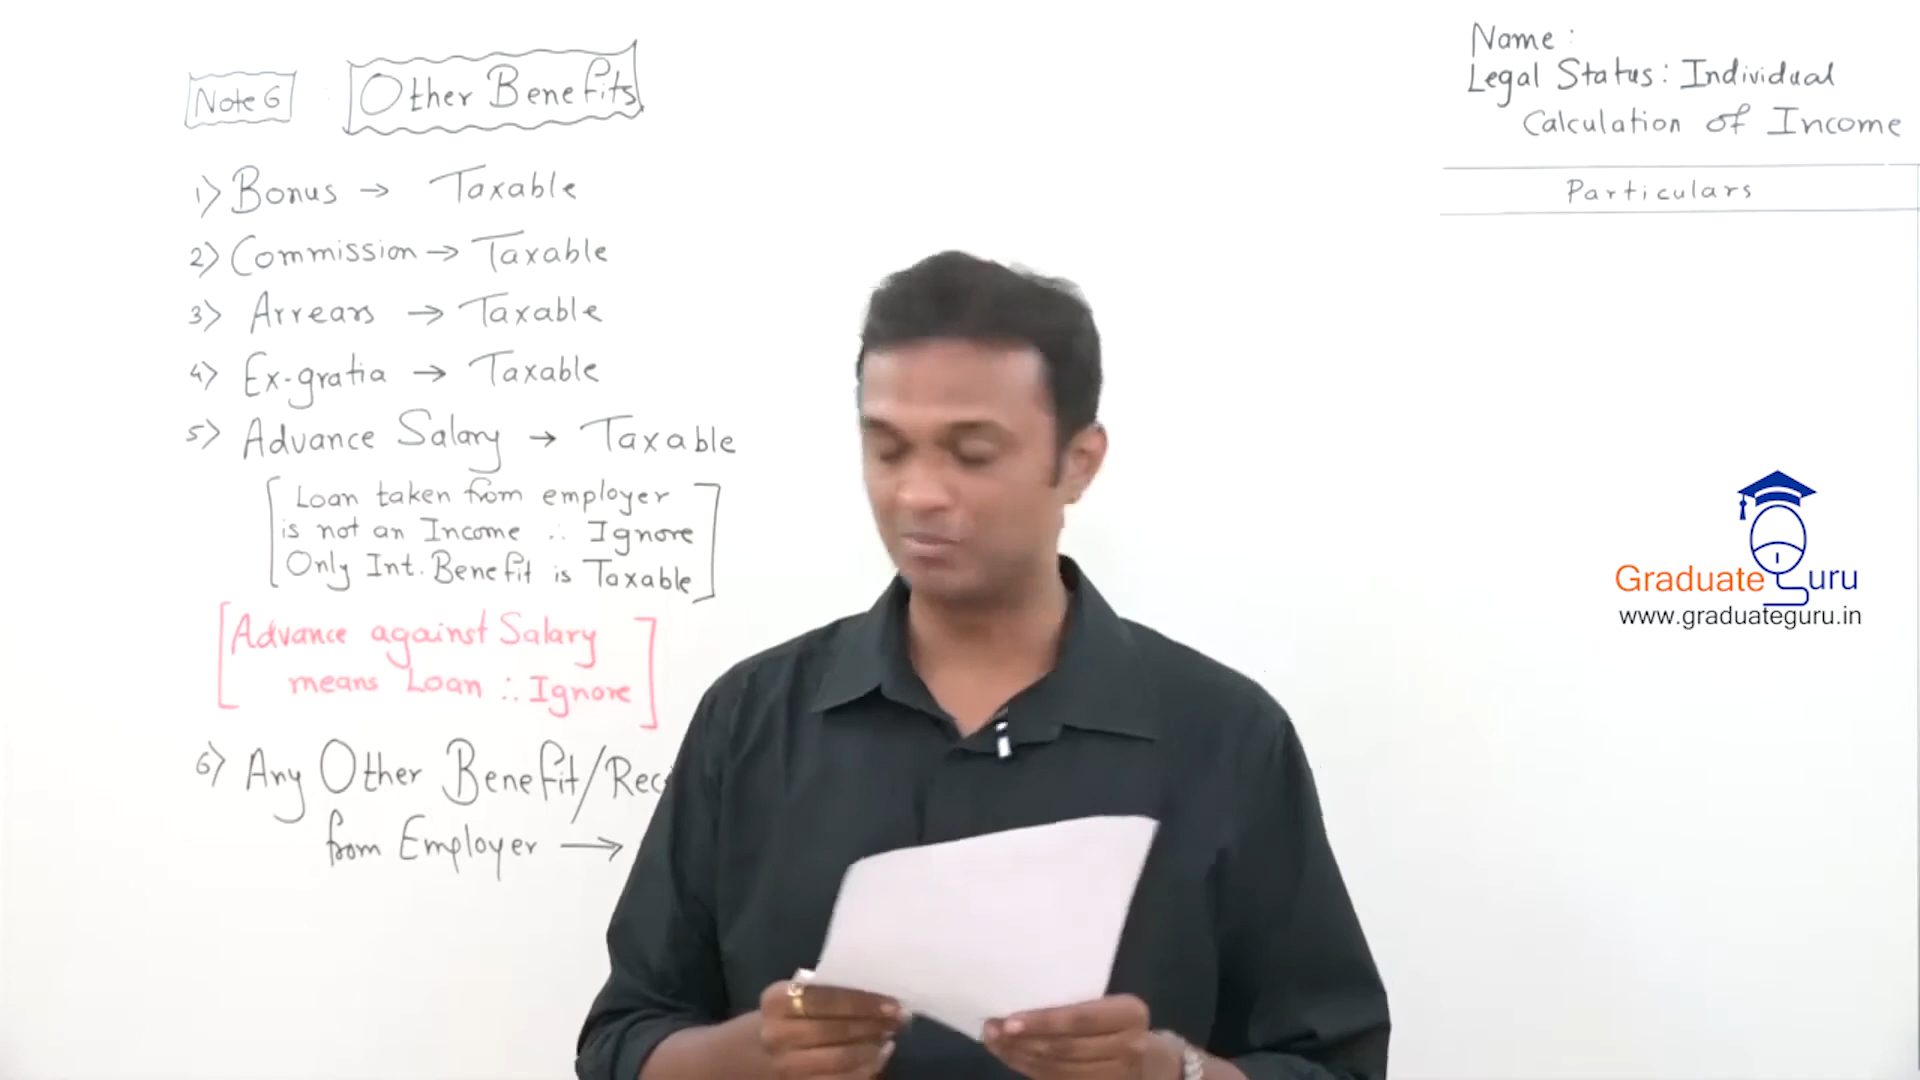 Note 6
Other Benefits
1) Bonus → Taxable
2) Commission → Taxable
3) Arrears → Taxable
4) Ex-gratia → Taxable
5) Advance Salary → Taxable
[Loan taken from employer
is not an Income ∴ Ignore
Only Int. Benefit is Taxable]
[Advance against Salary
means Loan ∴ Ignore]
6) Any Other Benefit/
from Employer →
Name :
Legal Status : Individual
Calculation of Income
Particulars
Graduate Guru
www.graduateguru.in